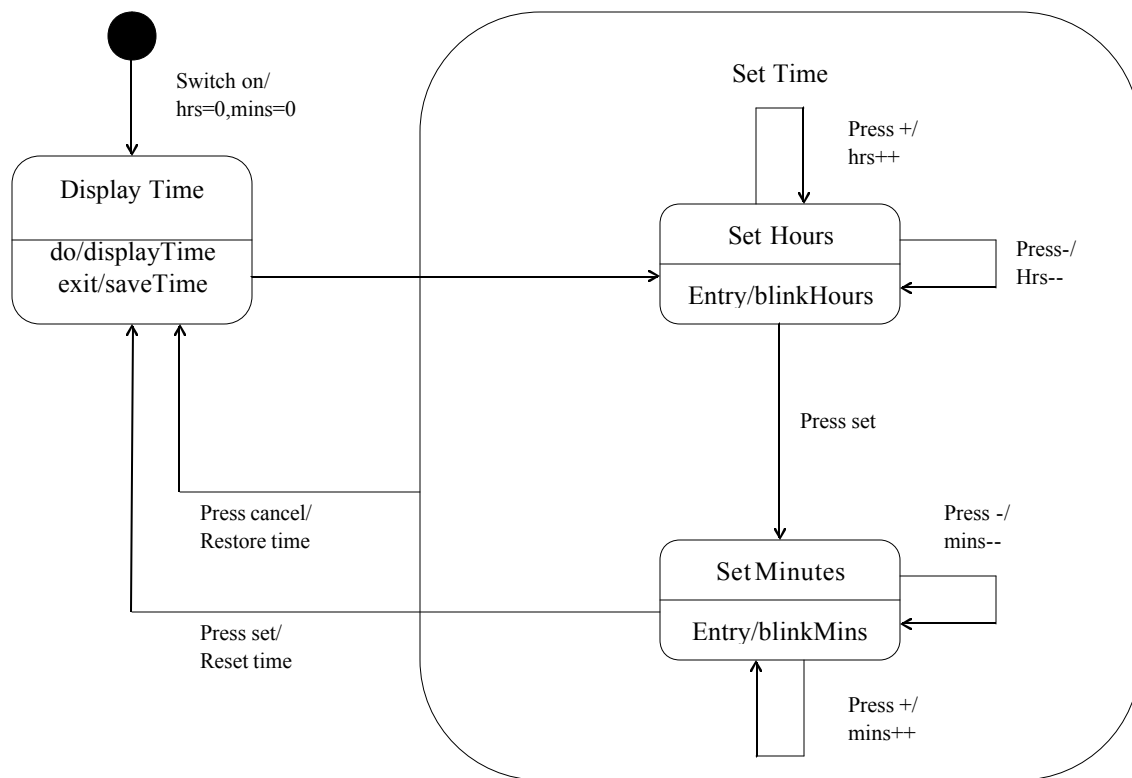 Switch on/
hrs=0,mins=0
Display Time
do/displayTime
exit/saveTime
Set Time
Press +/
hrs++
Set Hours
Entry/blinkHours
Press-/
Hrs--
Press set
Press cancel/
Restore time
Press set/
Reset time
Set Minutes
Entry/blinkMins
Press -/
mins--
Press +/
mins++